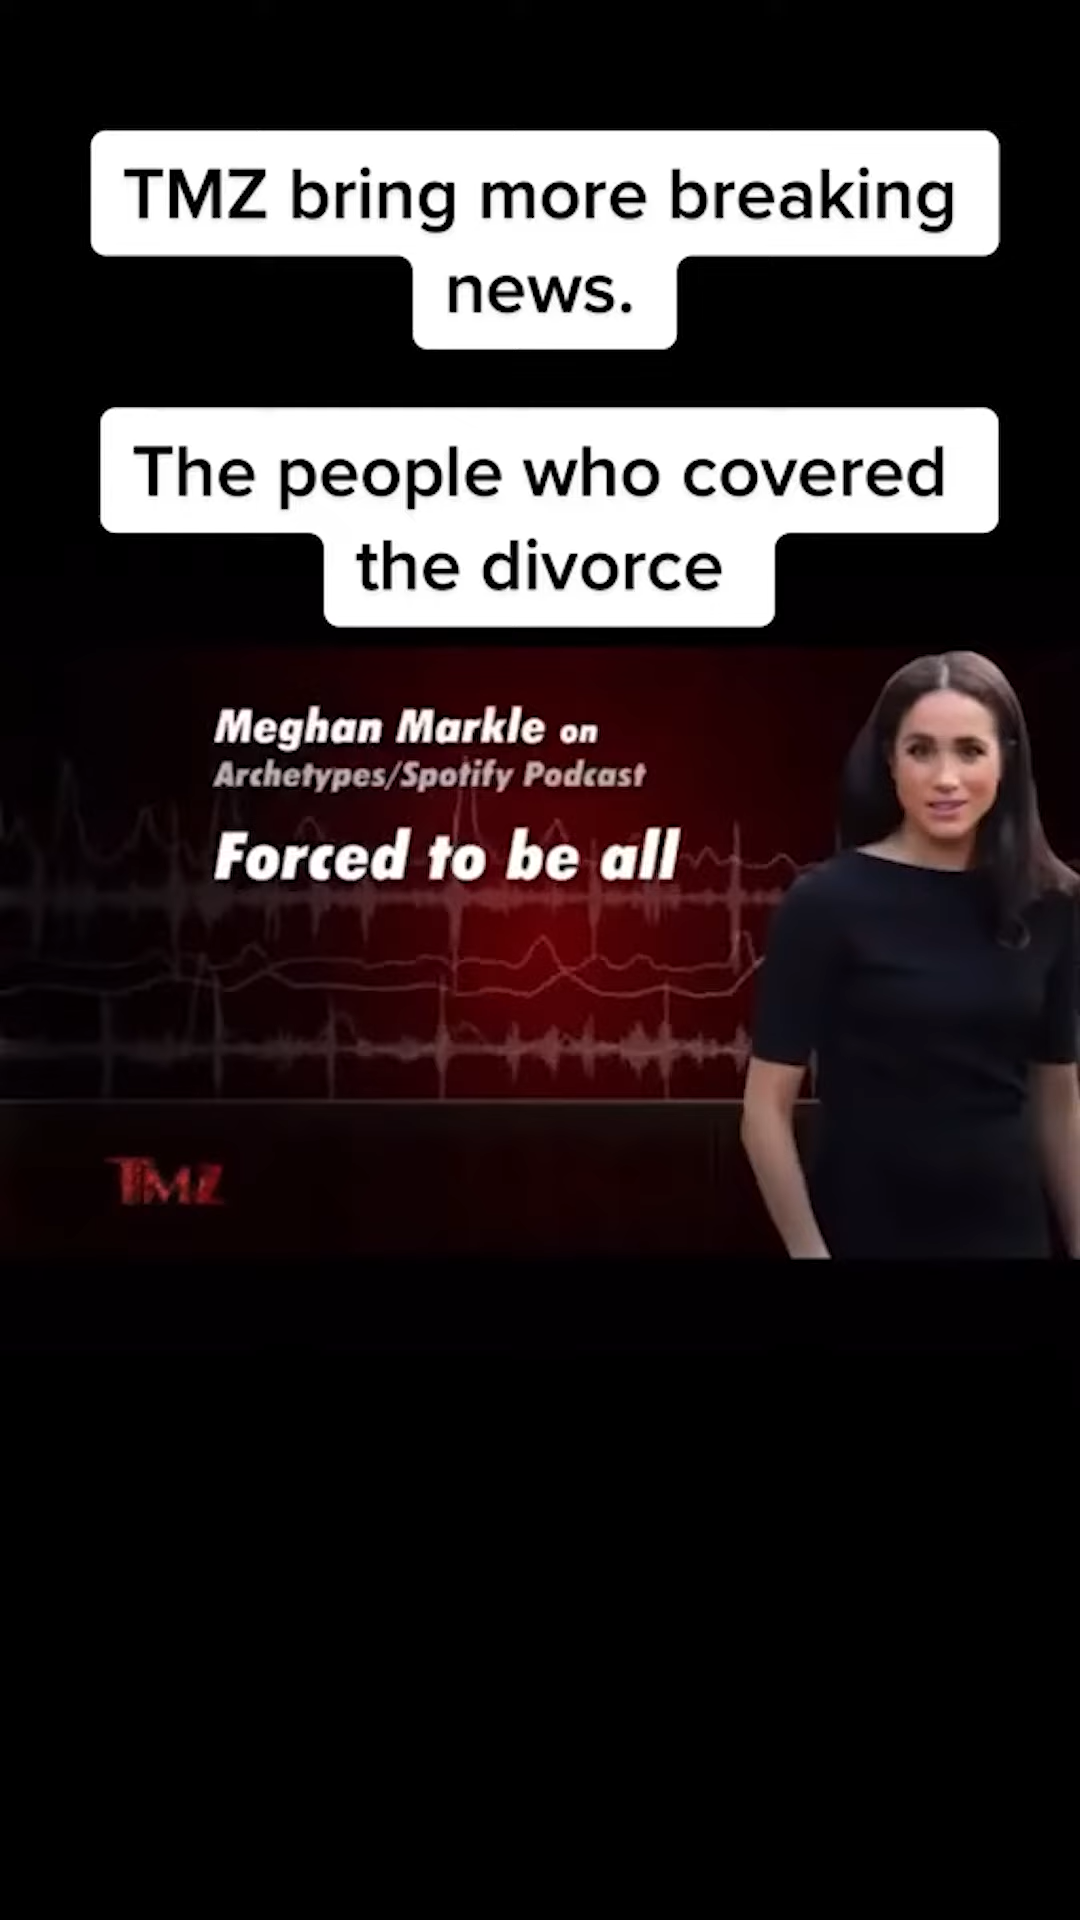 TMZ bring more breaking
news.
The people who covered
the divorce
Meghan Markle on
Archetypes/Spotify Podcast
Forced to be all
TMZ